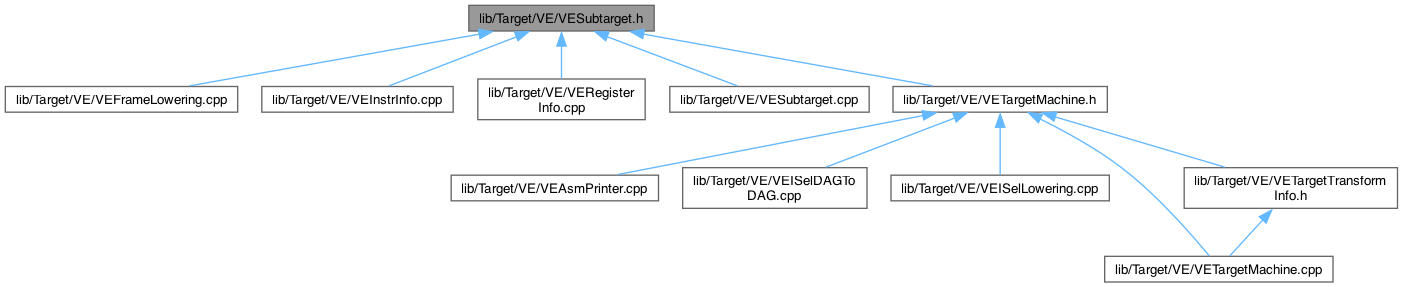 lib/Target/VE/VESubtarget.h
lib/Target/VE/VEFrameLowering.cpp
lib/Target/VE/VEInstrInfo.cpp
lib/Target/VE/VERegister
Info.cpp
lib/Target/VE/VESubtarget.cpp
lib/Target/VE/VETargetMachine.h
lib/Target/VE/VEAsmPrinter.cpp
lib/Target/VE/VEISelDAGTo
DAG.cpp
lib/Target/VE/VEISelLowering.cpp
lib/Target/VE/VETargetTransform
Info.h
lib/Target/VE/VETargetMachine.cpp